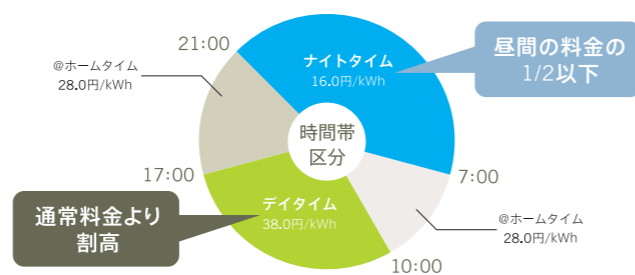 21:00
ナイトタイム
16.0円/kWh
昼間の料金の
1/2以下
@ホームタイム
28.0円/kWh
時間帯
区分
17:00
7:00
デイタイム
38.0円/kWh
通常料金より
割高
@ホームタイム
28.0円/kWh
10:00